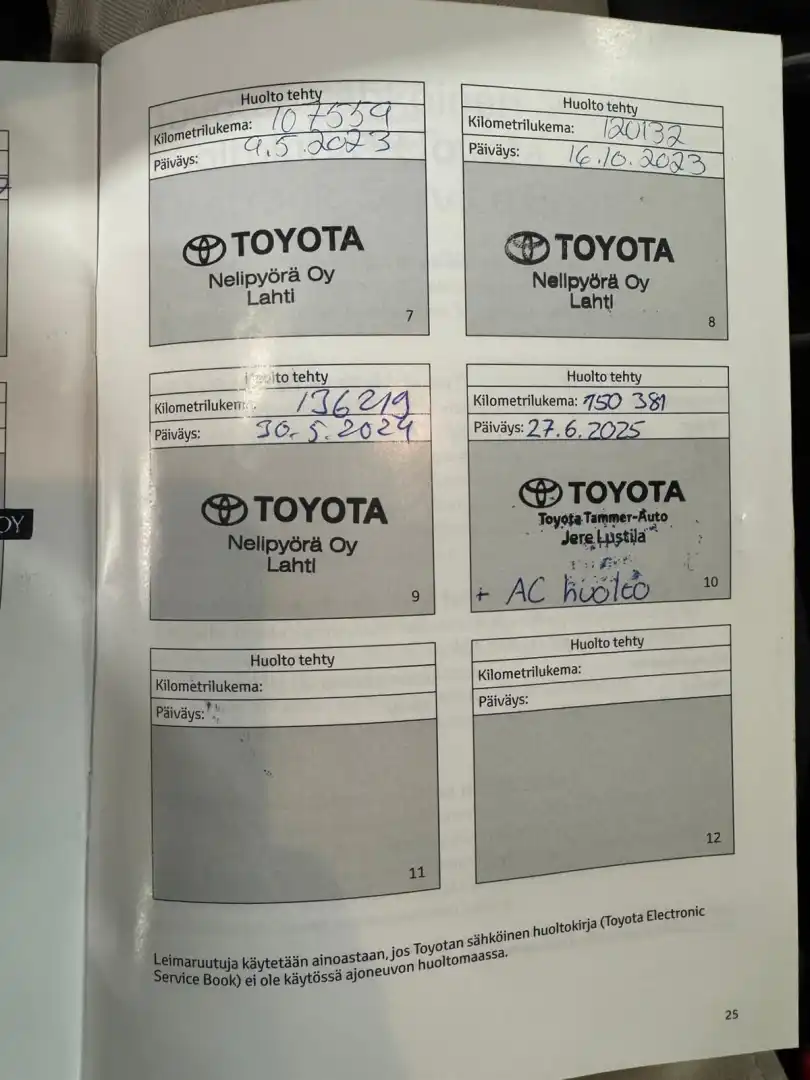 Huolto tehty
Kilometrilukema: 107559
Päiväys: 9.5.2023
TOYOTA
Nelipyörä Oy
Lahti
7
Huolto tehty
Kilometrilukema: 120132
Päiväys: 16.10.2023
TOYOTA
Nelipyörä Oy
Lahti
8
Huolto tehty
Kilometrilukema: 136219
Päiväys: 30.5.2024
TOYOTA
Nelipyörä Oy
Lahti
9
Huolto tehty
Kilometrilukema: 150 381
Päiväys: 27.6.2025
TOYOTA
Toyota Tammer-Auto
Jere Lustila
+ AC huolto
10
OY
Huolto tehty
Kilometrilukema:
Päiväys:
11
Huolto tehty
Kilometrilukema:
Päiväys:
12
Leimaruutuja käytetään ainoastaan, jos Toyotan sähköinen huoltokirja (Toyota Electronic
Service Book) ei ole käytössä ajoneuvon huoltomaassa.
25